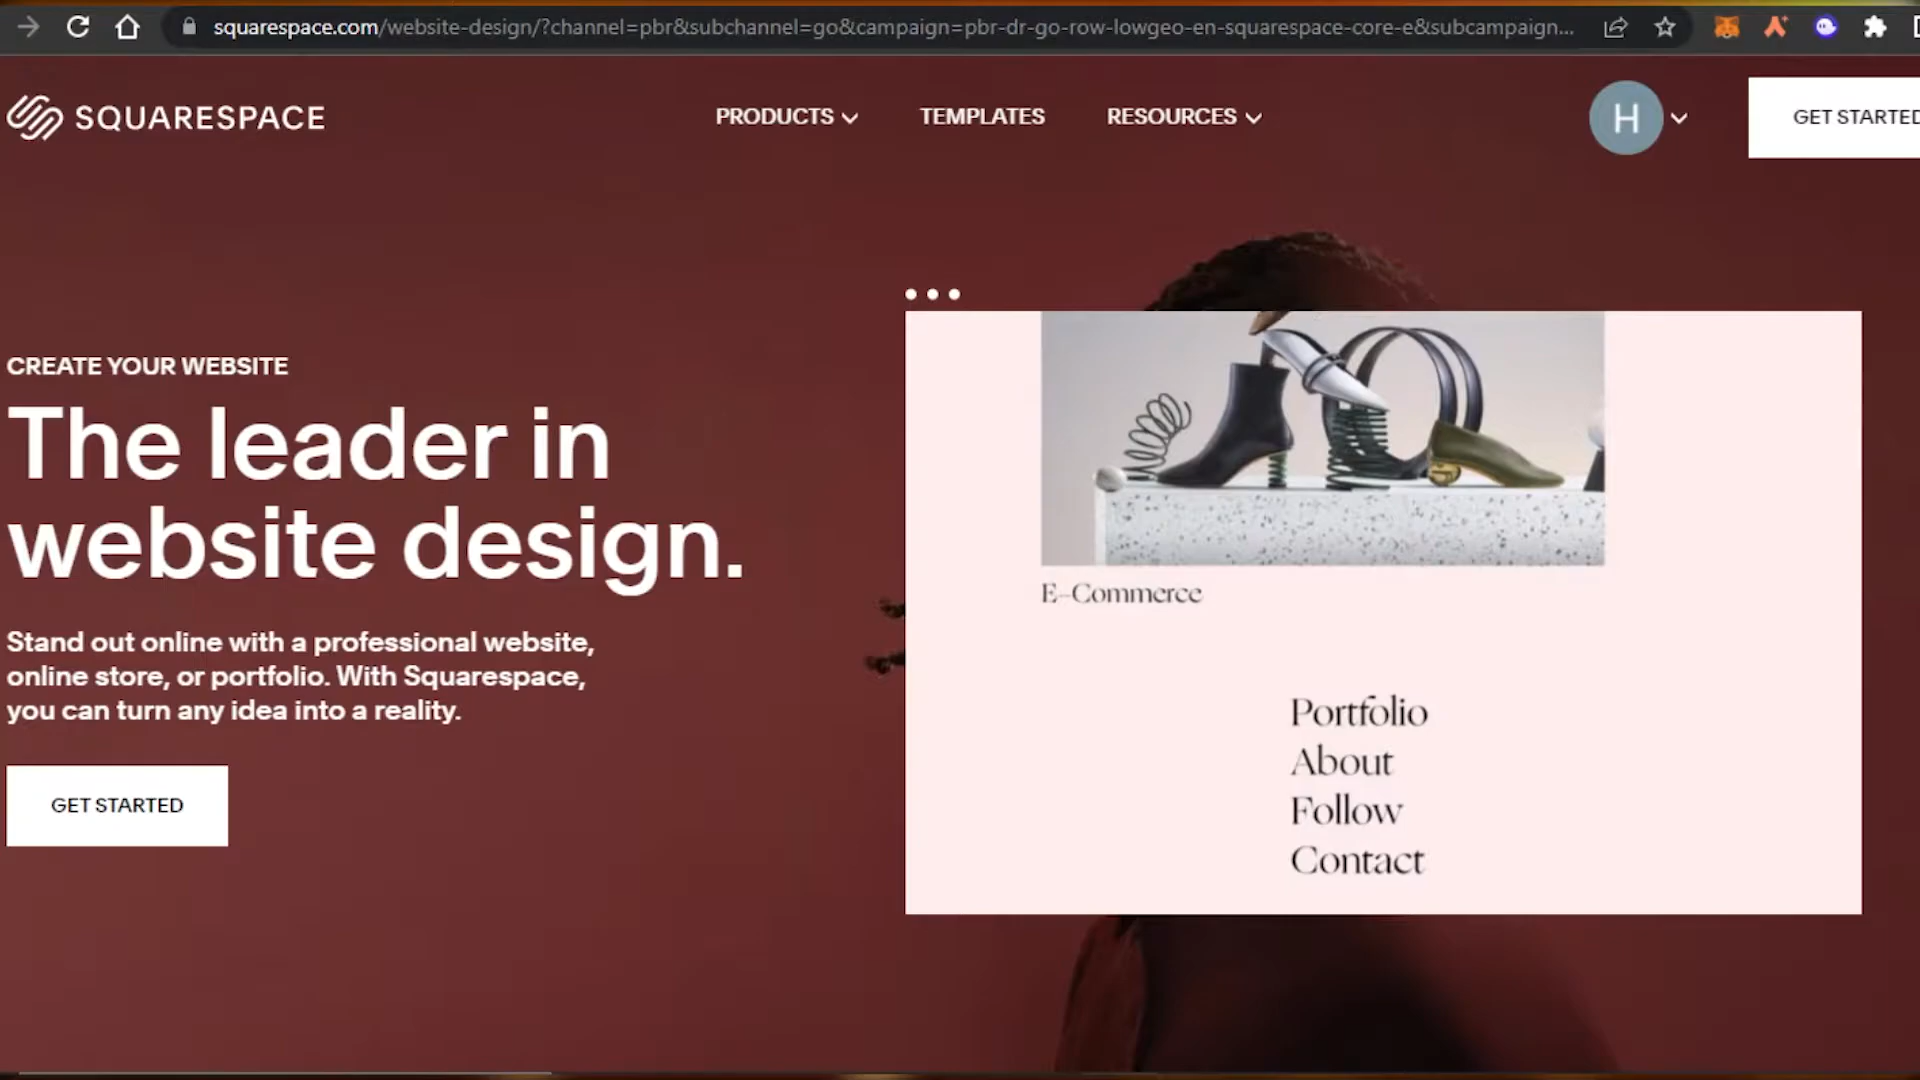 squarespace.com/website-design/?channel=pbr&subchannel=go&campaign=pbr-dr-go-row-lowgeo-en-squarespace-core-e&subcampaign...
SQUARESPACE
PRODUCTS
TEMPLATES
RESOURCES
H
GET STARTED
CREATE YOUR WEBSITE
The leader in
website design.
Stand out online with a professional website,
online store, or portfolio. With Squarespace,
you can turn any idea into a reality.
GET STARTED
E-Commerce
Portfolio
About
Follow
Contact